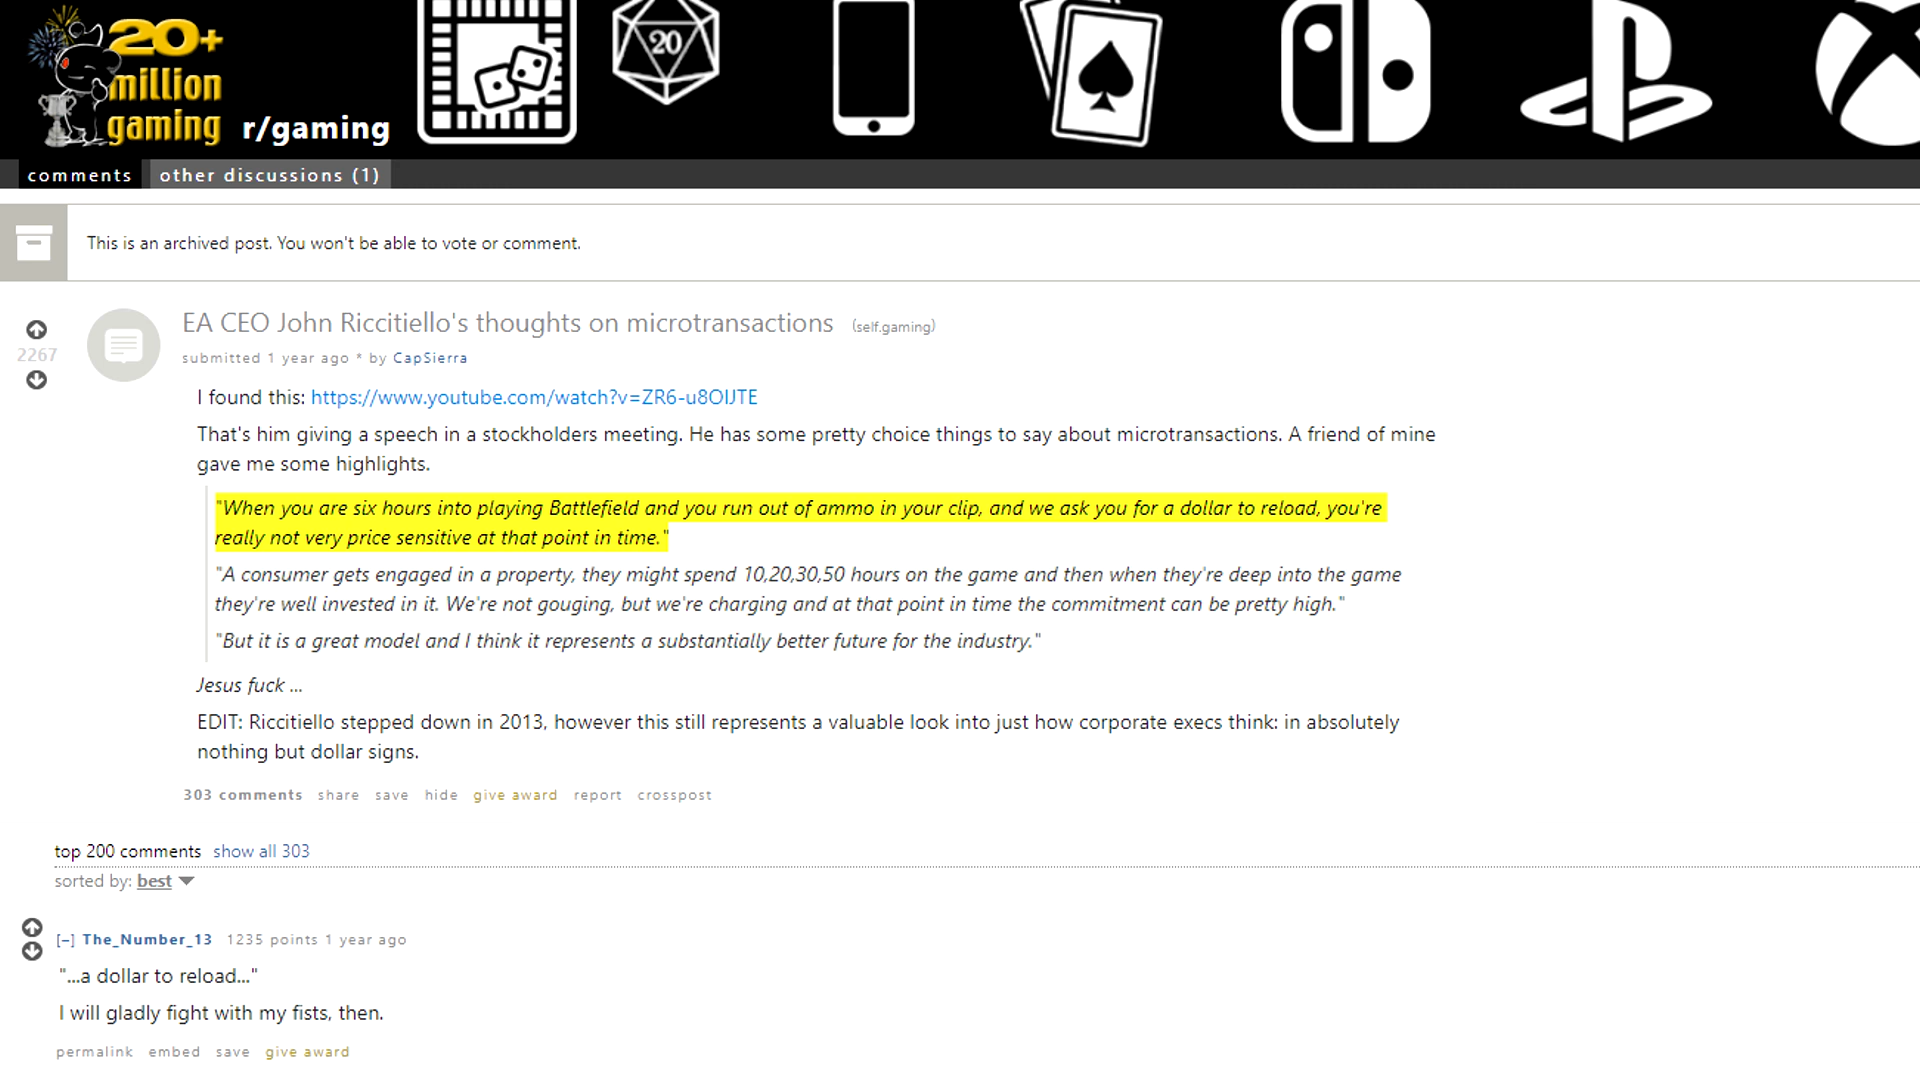 20+
million
gaming
r/gaming
20
comments
other discussions (1)
This is an archived post. You won't be able to vote or comment.
EA CEO John Riccitiello's thoughts on microtransactions (self.gaming)
2267
submitted 1 year ago * by CapSierra
I found this: https://www.youtube.com/watch?v=ZR6-u8OIJTE
That's him giving a speech in a stockholders meeting. He has some pretty choice things to say about microtransactions. A friend of mine
gave me some highlights.
"When you are six hours into playing Battlefield and you run out of ammo in your clip, and we ask you for a dollar to reload, you're
really not very price sensitive at that point in time."
"A consumer gets engaged in a property, they might spend 10,20,30,50 hours on the game and then when they're deep into the game
they're well invested in it. We're not gouging, but we're charging and at that point in time the commitment can be pretty high."
"But it is a great model and I think it represents a substantially better future for the industry."
Jesus fuck ...
EDIT: Riccitiello stepped down in 2013, however this still represents a valuable look into just how corporate execs think: in absolutely
nothing but dollar signs.
303 comments share save hide give award report crosspost
top 200 comments show all 303
sorted by: best
[–] The_Number_13 1235 points 1 year ago
"...a dollar to reload..."
I will gladly fight with my fists, then.
permalink embed save give award